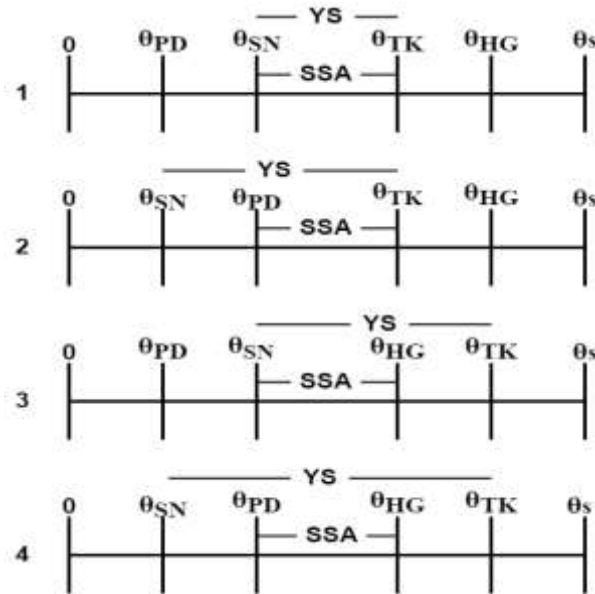 YS
0 θPD θSN θTK θHG θs
SSA
1
YS
0 θSN θPD θTK θHG θs
SSA
2
YS
0 θPD θSN θHG θTK θs
SSA
3
YS
0 θSN θPD θHG θTK θs
SSA
4